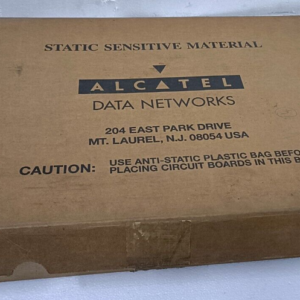 STATIC SENSITIVE MATERIAL
ALCATEL
DATA NETWORKS
204 EAST PARK DRIVE
MT. LAUREL, N.J. 08054 USA
CAUTION: USE ANTI-STATIC PLASTIC BAG BEFO
PLACING CIRCUIT BOARDS IN THIS B